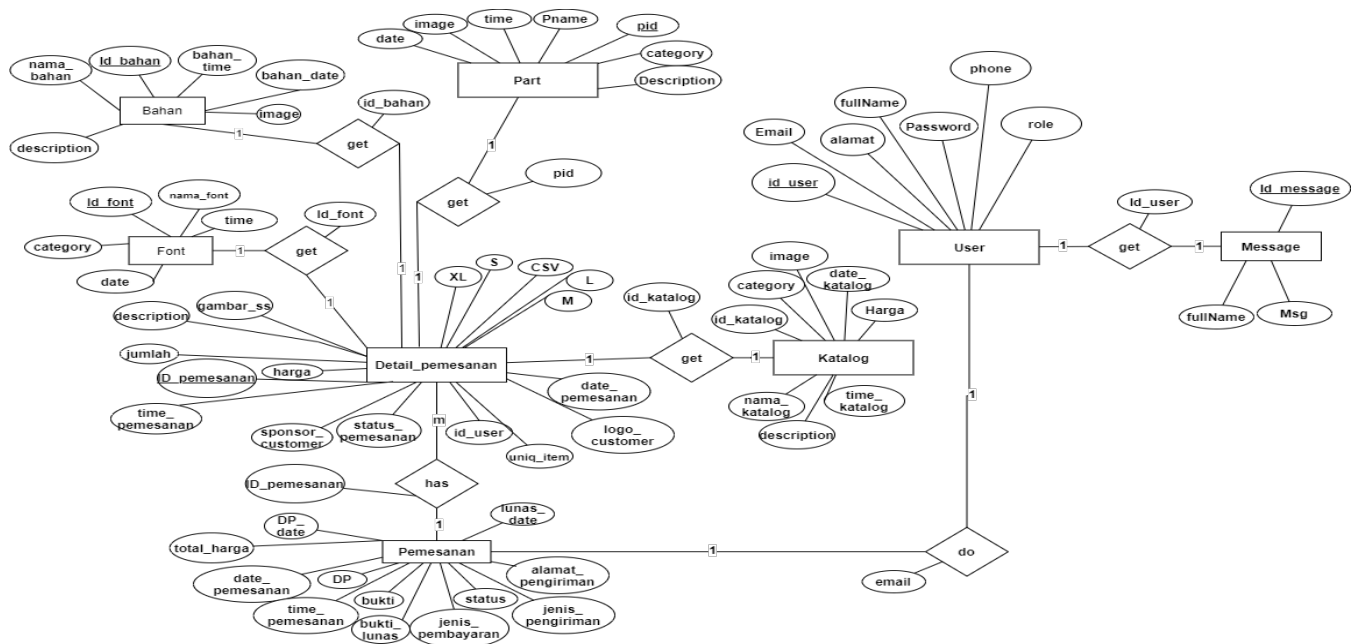 image
time
Pname
pid
date
category
Part
Description
nama_
bahan
Id_bahan
bahan_
time
bahan_date
Bahan
image
description
1
id_bahan
get
1
phone
fullName
Password
role
Email
alamat
id_user
User
1
Id_user
get
1
Id_message
Message
fullName
Msg
get
pid
Id_font
nama_font
time
category
Font
date
1
Id_font
get
1
1
1
XL
S
CSV
L
M
gambar_ss
description
jumlah
harga
ID_pemesanan
time_
pemesanan
Detail_pemesanan
sponsor_
customer
status_
pemesanan
id_user
uniq_item
date_
pemesanan
logo_
customer
1
id_katalog
get
1
image
category
date_
katalog
id_katalog
Harga
Katalog
nama_
katalog
time_
katalog
description
1
m
ID_pemesanan
has
1
DP_
date
lunas_
date
total_harga
Pemesanan
date_
pemesanan
DP
time_
pemesanan
bukti
bukti_
lunas
jenis_
pembayaran
status
alamat_
pengiriman
jenis_
pengiriman
1
do
email